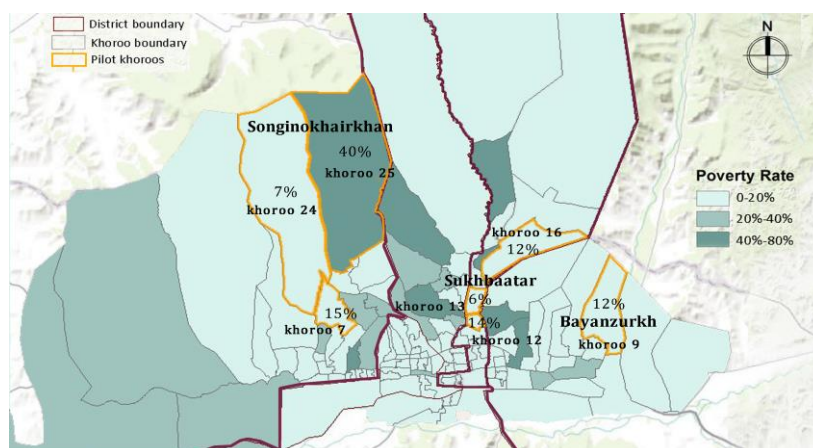 District boundary
Khoroo boundary
Pilot khoroos
N
Songinokhairkhan
40%
khoroo 25
7%
khoroo 24
Poverty Rate
0-20%
20%-40%
40%-80%
khoroo 16
12%
Sukhbaatar
khoroo 13
6%
15%
khoroo 7
14%
khoroo 12
12%
Bayanzurkh
khoroo 9